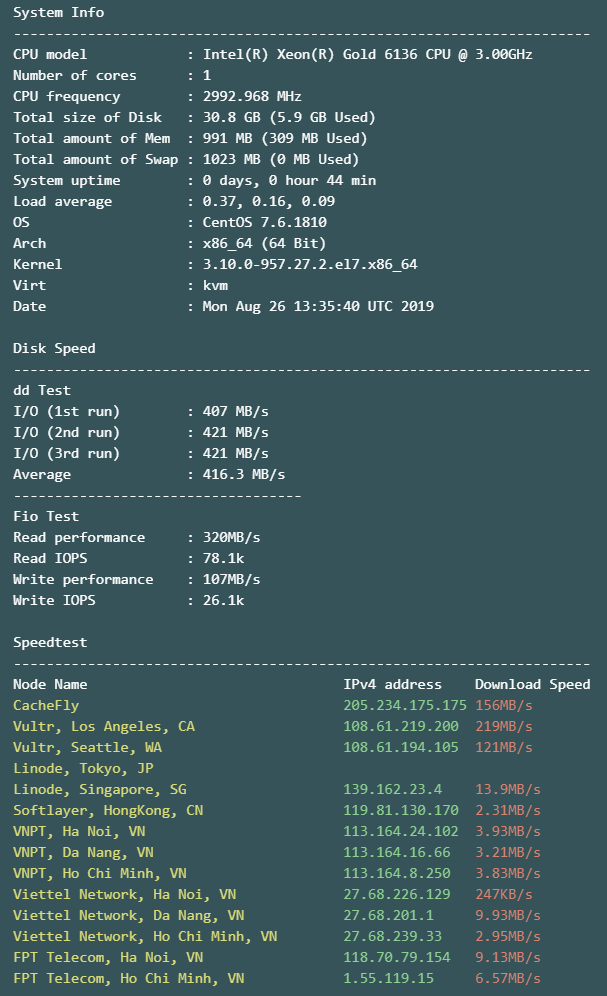 System Info
----------------------------------------------------------------------
CPU model            : Intel(R) Xeon(R) Gold 6136 CPU @ 3.00GHz
Number of cores      : 1
CPU frequency        : 2992.968 MHz
Total size of Disk   : 30.8 GB (5.9 GB Used)
Total amount of Mem  : 991 MB (309 MB Used)
Total amount of Swap : 1023 MB (0 MB Used)
System uptime        : 0 days, 0 hour 44 min
Load average         : 0.37, 0.16, 0.09
OS                   : CentOS 7.6.1810
Arch                 : x86_64 (64 Bit)
Kernel               : 3.10.0-957.27.2.el7.x86_64
Virt                 : kvm
Date                 : Mon Aug 26 13:35:40 UTC 2019
Disk Speed
----------------------------------------------------------------------
dd Test
I/O (1st run)        : 407 MB/s
I/O (2nd run)        : 421 MB/s
I/O (3rd run)        : 421 MB/s
Average              : 416.3 MB/s
-----------------------------------
Fio Test
Read performance     : 320MB/s
Read IOPS            : 78.1k
Write performance    : 107MB/s
Write IOPS           : 26.1k
Speedtest
----------------------------------------------------------------------
Node Name                               IPv4 address    Download Speed
CacheFly                                205.234.175.175 156MB/s
Vultr, Los Angeles, CA                  108.61.219.200  219MB/s
Vultr, Seattle, WA                      108.61.194.105  121MB/s
Linode, Tokyo, JP
Linode, Singapore, SG                   139.162.23.4    13.9MB/s
Softlayer, HongKong, CN                 119.81.130.170  2.31MB/s
VNPT, Ha Noi, VN                        113.164.24.102  3.93MB/s
VNPT, Da Nang, VN                       113.164.16.66   3.21MB/s
VNPT, Ho Chi Minh, VN                   113.164.8.250   3.83MB/s
Viettel Network, Ha Noi, VN             27.68.226.129   247KB/s
Viettel Network, Da Nang, VN            27.68.201.1     9.93MB/s
Viettel Network, Ho Chi Minh, VN        27.68.239.33    2.95MB/s
FPT Telecom, Ha Noi, VN                 118.70.79.154   9.13MB/s
FPT Telecom, Ho Chi Minh, VN            1.55.119.15     6.57MB/s